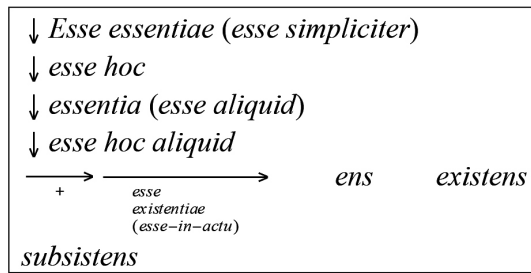 ↓ Esse essentiae (esse simpliciter)
↓ esse hoc
↓ essentia (esse aliquid)
↓ esse hoc aliquid
ens existens
+ esse
existentiae
(esse-in-actu)
subsistens